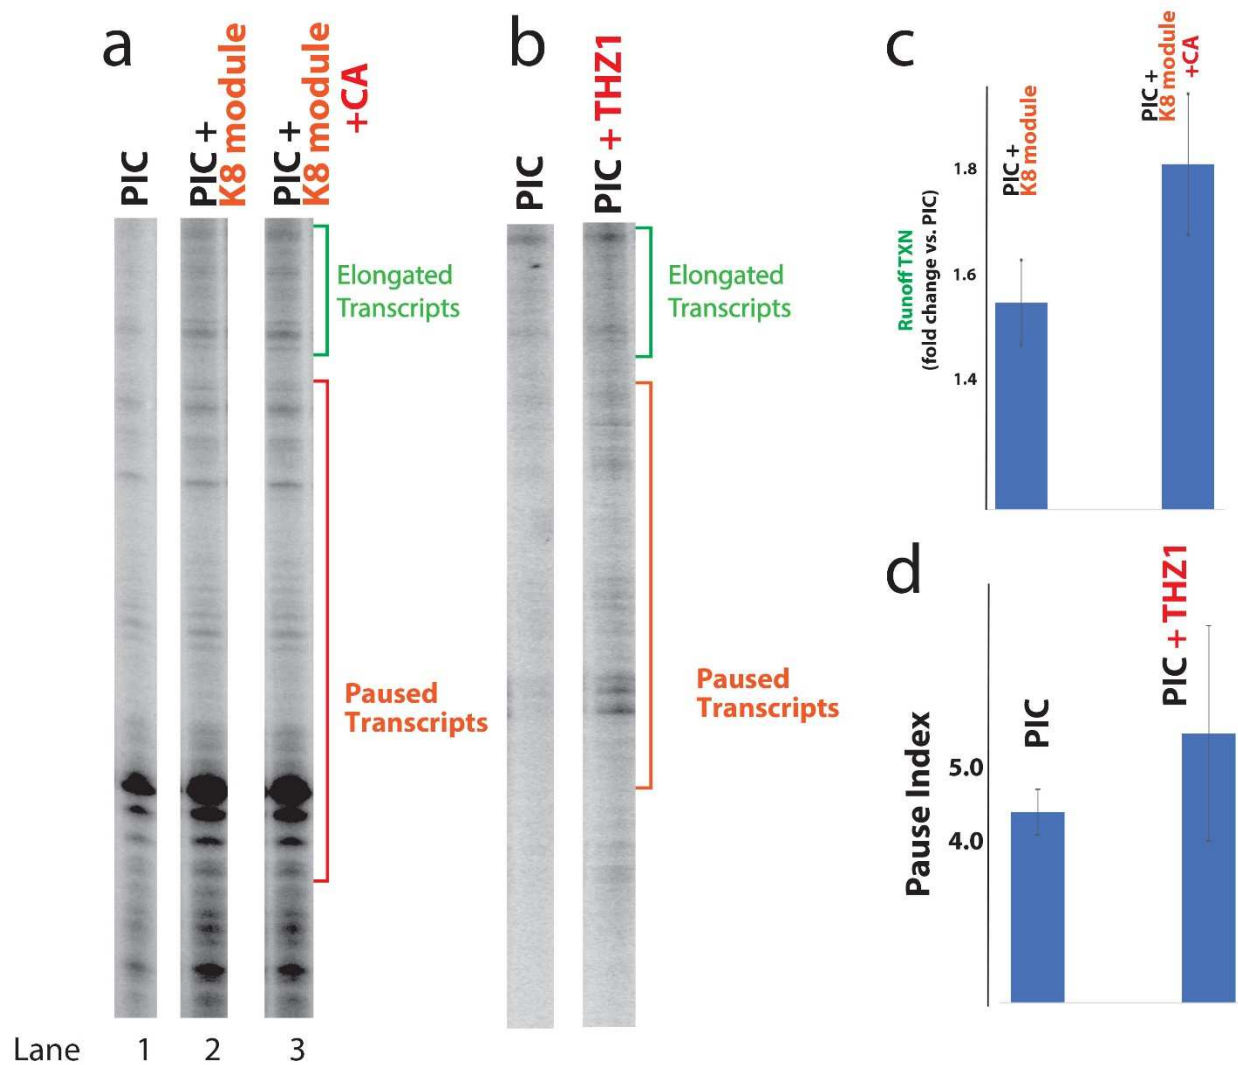 a
PIC
PIC +
K8 module
PIC +
K8 module
+CA
Elongated
Transcripts
Paused
Transcripts
Lane 1 2 3
b
PIC
PIC + THZ1
Elongated
Transcripts
Paused
Transcripts
c
PIC +
K8 module
PIC +
K8 module
+CA
Runoff TXN
(fold change vs. PIC)
1.8
1.6
1.4
d
PIC
PIC + THZ1
Pause Index
5.0
4.0